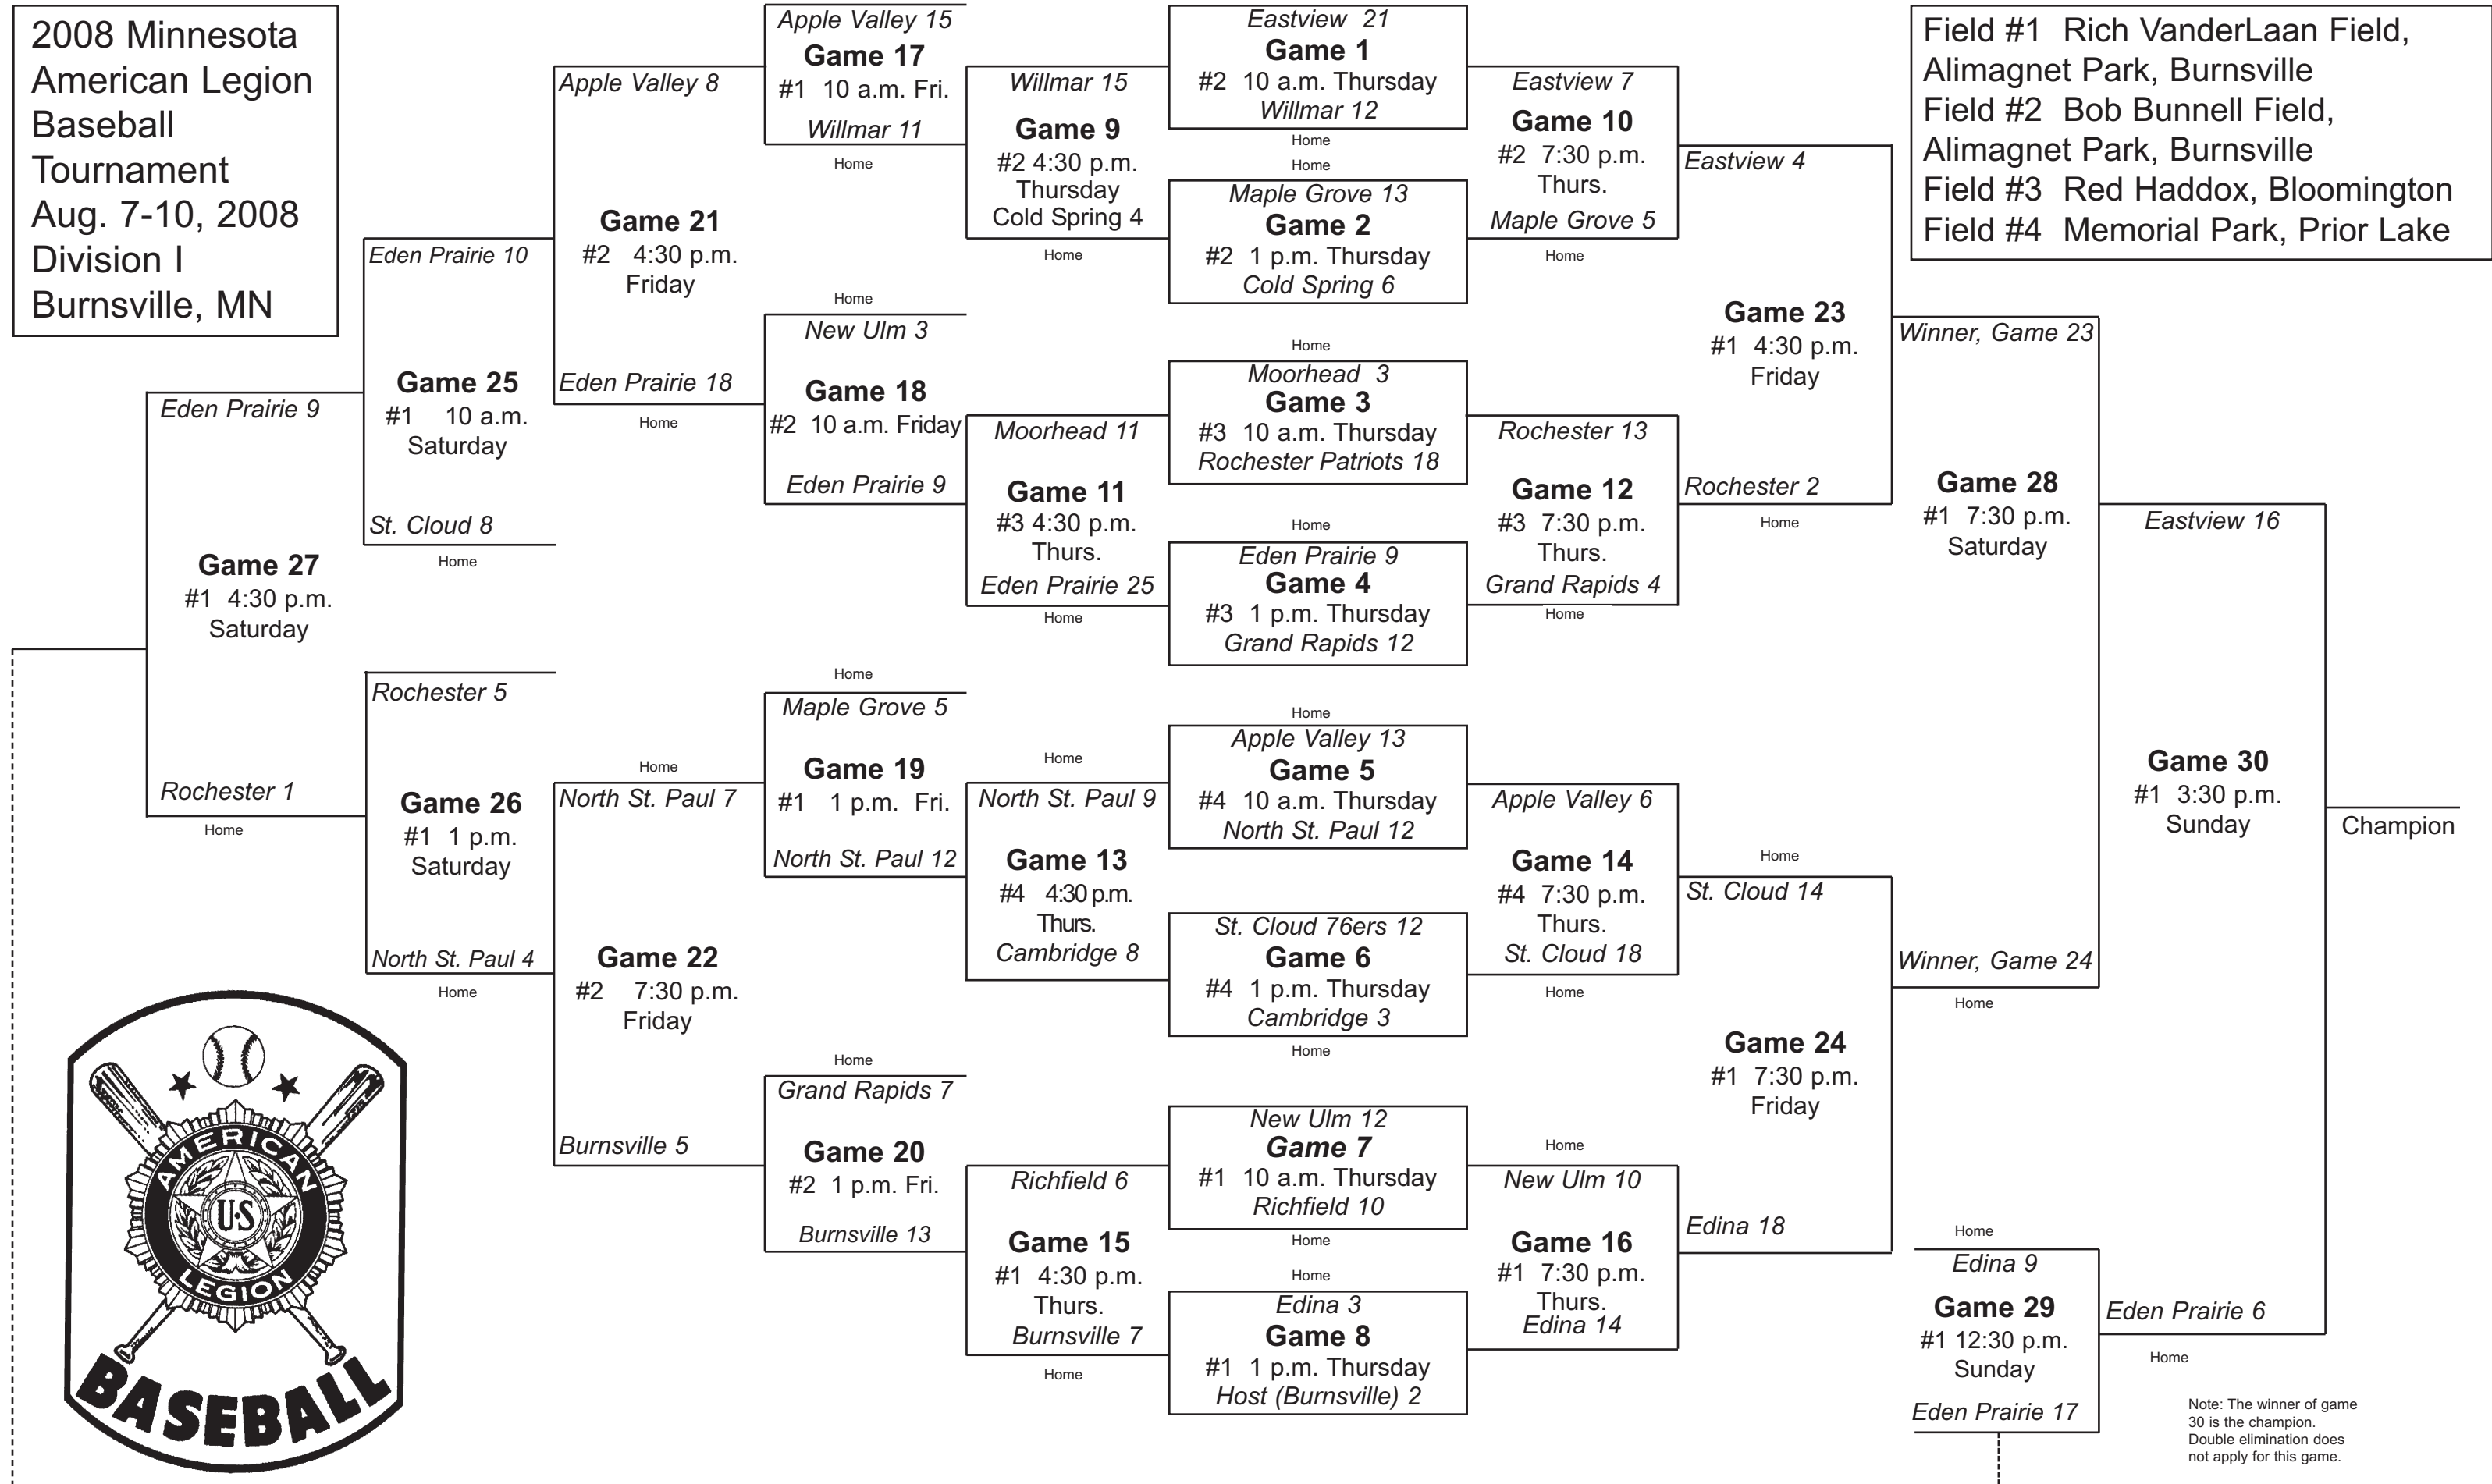 2008 Minnesota
American Legion
Baseball
Tournament
Aug. 7-10, 2008
Division I
Burnsville, MN
Field #1 Rich VanderLaan Field,
Alimagnet Park, Burnsville
Field #2 Bob Bunnell Field,
Alimagnet Park, Burnsville
Field #3 Red Haddox, Bloomington
Field #4 Memorial Park, Prior Lake
Eden Prairie 9
Game 27
#1 4:30 p.m.
Saturday
Rochester 1
Home
Eden Prairie 10
Game 25
#1 10 a.m.
Saturday
St. Cloud 8
Home
Rochester 5
Game 26
#1 1 p.m.
Saturday
North St. Paul 4
Home
Apple Valley 8
Game 21
#2 4:30 p.m.
Friday
Eden Prairie 18
Home
Home
North St. Paul 7
Game 22
#2 7:30 p.m.
Friday
Burnsville 5
Apple Valley 15
Game 17
#1 10 a.m. Fri.
Willmar 11
Home
Home
New Ulm 3
Game 18
#2 10 a.m. Friday
Eden Prairie 9
Home
Maple Grove 5
Game 19
#1 1 p.m. Fri.
North St. Paul 12
Home
Grand Rapids 7
Game 20
#2 1 p.m. Fri.
Burnsville 13
Willmar 15
Game 9
#2 4:30 p.m.
Thursday
Cold Spring 4
Home
Moorhead 11
Game 11
#3 4:30 p.m.
Thurs.
Eden Prairie 25
Home
Home
North St. Paul 9
Game 13
#4 4:30 p.m.
Thurs.
Cambridge 8
Richfield 6
Game 15
#1 4:30 p.m.
Thurs.
Burnsville 7
Home
Eastview 21
Game 1
#2 10 a.m. Thursday
Willmar 12
Home
Home
Maple Grove 13
Game 2
#2 1 p.m. Thursday
Cold Spring 6
Home
Moorhead 3
Game 3
#3 10 a.m. Thursday
Rochester Patriots 18
Home
Eden Prairie 9
Game 4
#3 1 p.m. Thursday
Grand Rapids 12
Home
Apple Valley 13
Game 5
#4 10 a.m. Thursday
North St. Paul 12
St. Cloud 76ers 12
Game 6
#4 1 p.m. Thursday
Cambridge 3
Home
New Ulm 12
Game 7
#1 10 a.m. Thursday
Richfield 10
Home
Home
Edina 3
Game 8
#1 1 p.m. Thursday
Host (Burnsville) 2
Eastview 7
Game 10
#2 7:30 p.m.
Thurs.
Maple Grove 5
Home
Rochester 13
Game 12
#3 7:30 p.m.
Thurs.
Grand Rapids 4
Home
Apple Valley 6
Game 14
#4 7:30 p.m.
Thurs.
St. Cloud 18
Home
Home
New Ulm 10
Game 16
#1 7:30 p.m.
Thurs.
Edina 14
Eastview 4
Game 23
#1 4:30 p.m.
Friday
Rochester 2
Home
Home
St. Cloud 14
Game 24
#1 7:30 p.m.
Friday
Edina 18
Winner, Game 23
Game 28
#1 7:30 p.m.
Saturday
Winner, Game 24
Home
Home
Edina 9
Game 29
#1 12:30 p.m.
Sunday
Eden Prairie 17
Eastview 16
Game 30
#1 3:30 p.m.
Sunday
Eden Prairie 6
Home
Champion
Note: The winner of game
30 is the champion.
Double elimination does
not apply for this game.
AMERICAN
U·S
LEGION
BASEBALL